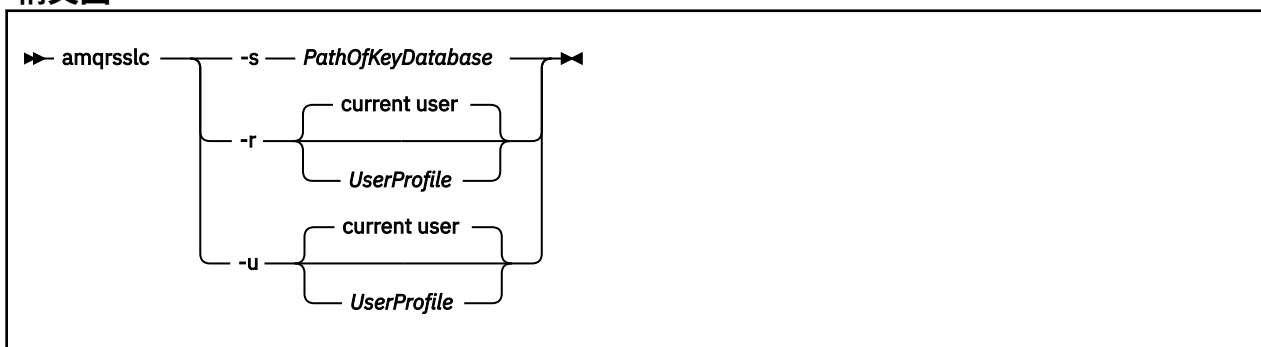 amqrsslc -s PathOfKeyDatabase
current user
-r
UserProfile
current user
-u
UserProfile